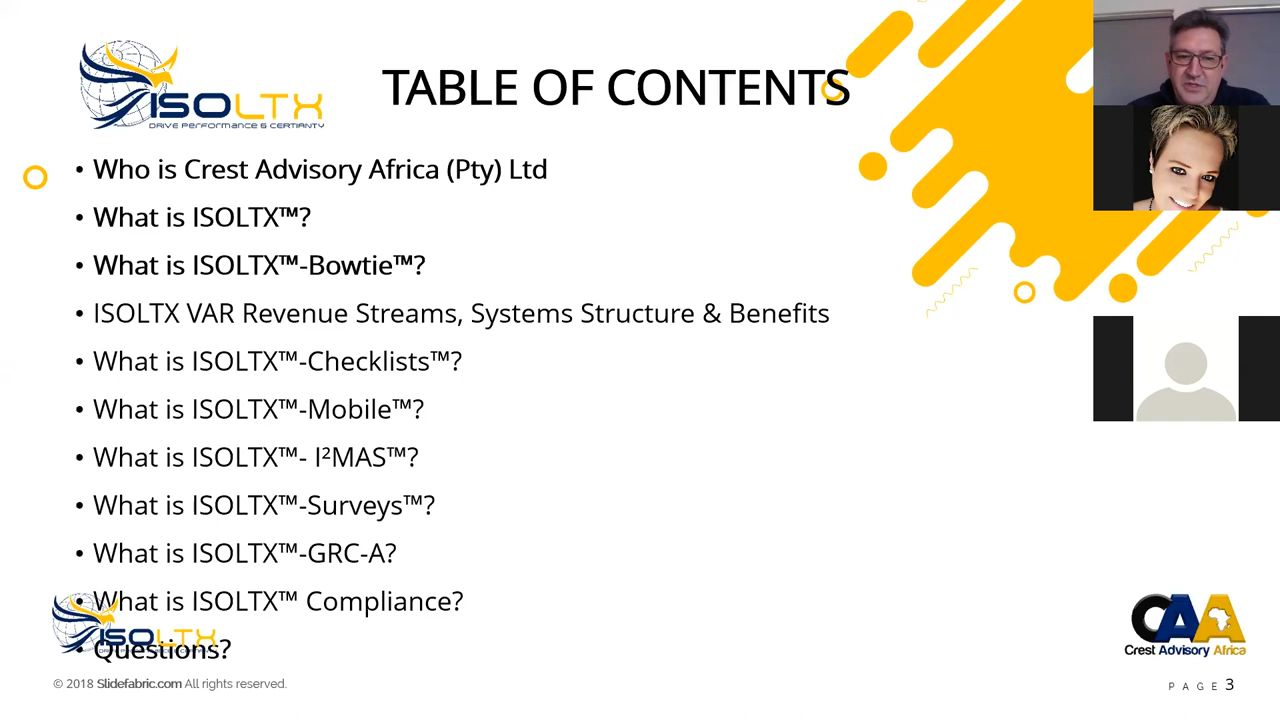 ISOLTX
DRIVE PERFORMANCE & CERTIANTY
TABLE OF CONTENTS
• Who is Crest Advisory Africa (Pty) Ltd
• What is ISOLTX™?
• What is ISOLTX™-Bowtie™?
• ISOLTX VAR Revenue Streams, Systems Structure & Benefits
• What is ISOLTX™-Checklists™?
• What is ISOLTX™-Mobile™?
• What is ISOLTX™- I²MAS™?
• What is ISOLTX™-Surveys™?
• What is ISOLTX™-GRC-A?
• What is ISOLTX™ Compliance?
ISOLTX
• Questions?
CAA
Crest Advisory Africa
© 2018 Slidefabric.com All rights reserved.
PAGE 3